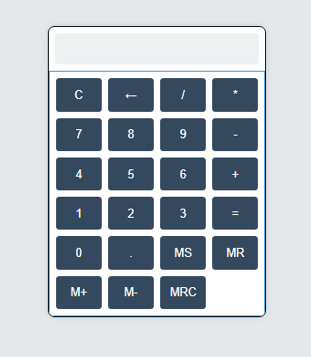 C ← / *
7 8 9 -
4 5 6 +
1 2 3 =
0 . MS MR
M+ M- MRC